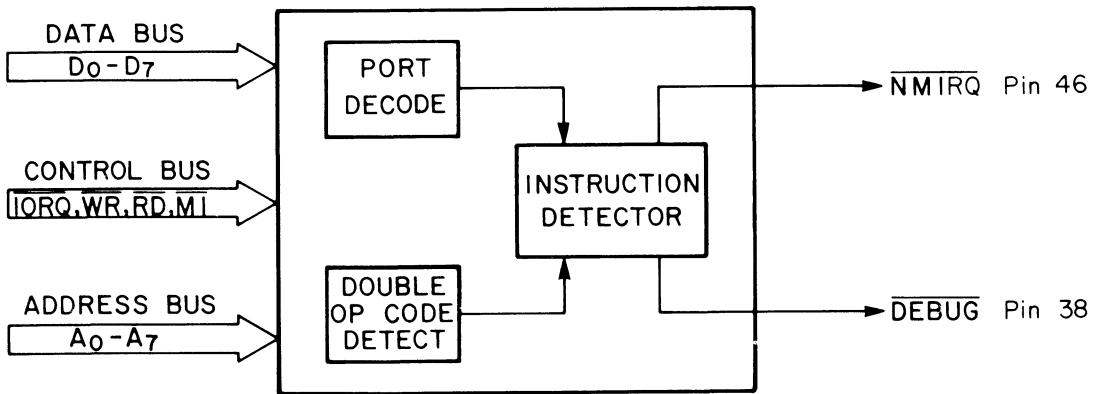 DATA BUS
D0-D7
CONTROL BUS
IORQ, WR, RD, M1
ADDRESS BUS
A0-A7
PORT
DECODE
DOUBLE
OP CODE
DETECT
INSTRUCTION
DETECTOR
NMIRQ Pin 46
DEBUG Pin 38